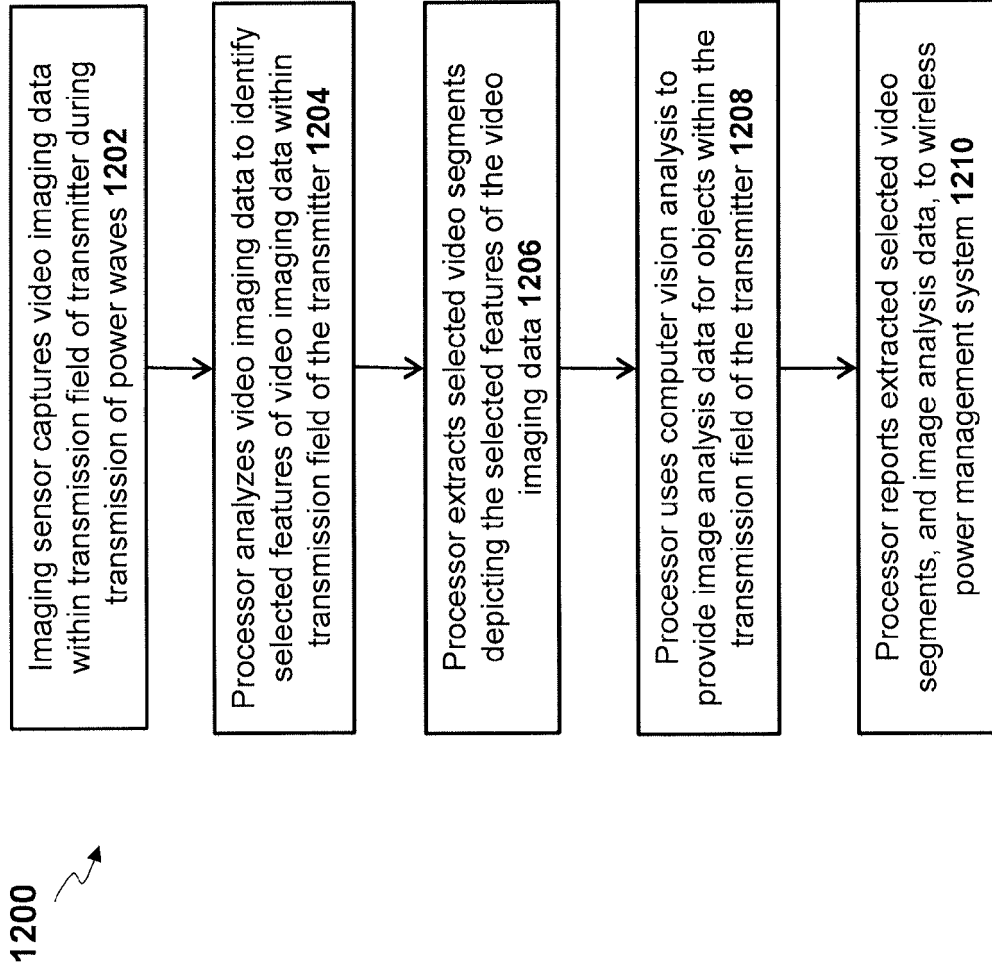 1200
Imaging sensor captures video imaging data
within transmission field of transmitter during
transmission of power waves 1202
Processor analyzes video imaging data to identify
selected features of video imaging data within
transmission field of the transmitter 1204
Processor extracts selected video segments
depicting the selected features of the video
imaging data 1206
Processor uses computer vision analysis to
provide image analysis data for objects within the
transmission field of the transmitter 1208
Processor reports extracted selected video
segments, and image analysis data, to wireless
power management system 1210